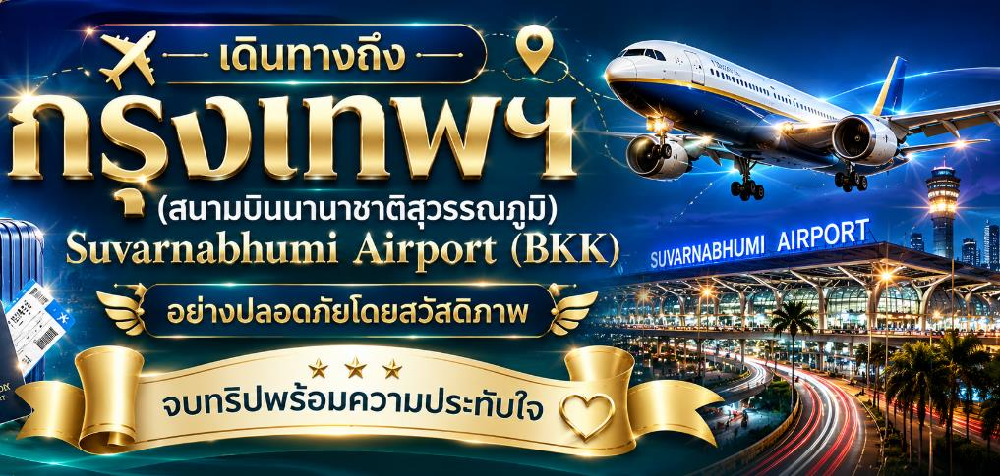 เดินทางถึง
กรุงเทพฯ
(สนามบินนานาชาติสุวรรณภูมิ)
Suvarnabhumi Airport (BKK)
อย่างปลอดภัยโดยสวัสดิภาพ
จบทริปพร้อมความประทับใจ
SUVARNABHUMI AIRPORT